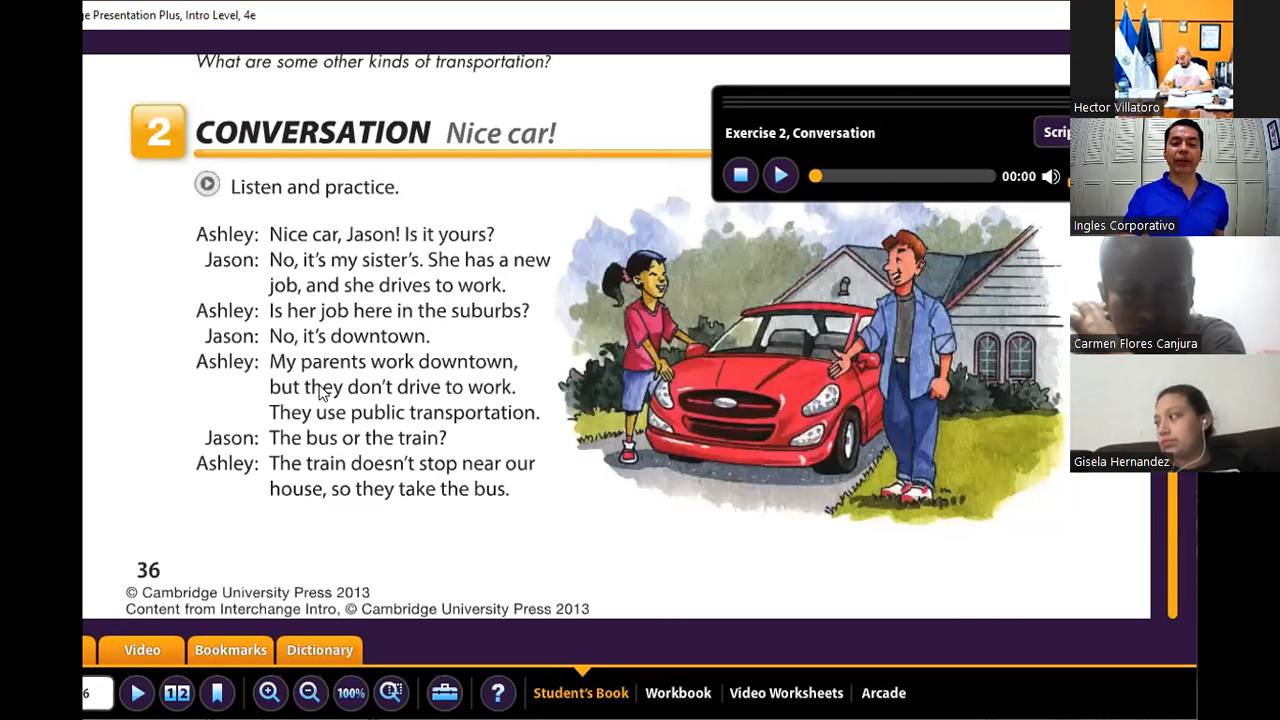 ge Presentation Plus, Intro Level, 4e
What are some other kinds of transportation?
2 CONVERSATION Nice car!
Listen and practice.
Ashley: Nice car, Jason! Is it yours?
Jason: No, it's my sister's. She has a new
job, and she drives to work.
Ashley: Is her job here in the suburbs?
Jason: No, it's downtown.
Ashley: My parents work downtown,
but they don't drive to work.
They use public transportation.
Jason: The bus or the train?
Ashley: The train doesn't stop near our
house, so they take the bus.
Exercise 2, Conversation
Scrip
00:00
36
© Cambridge University Press 2013
Content from Interchange Intro, © Cambridge University Press 2013
Video Bookmarks Dictionary
6 12 100% ? Student's Book Workbook Video Worksheets Arcade
Hector Villatoro
Ingles Corporativo
Carmen Flores Canjura
Gisela Hernandez